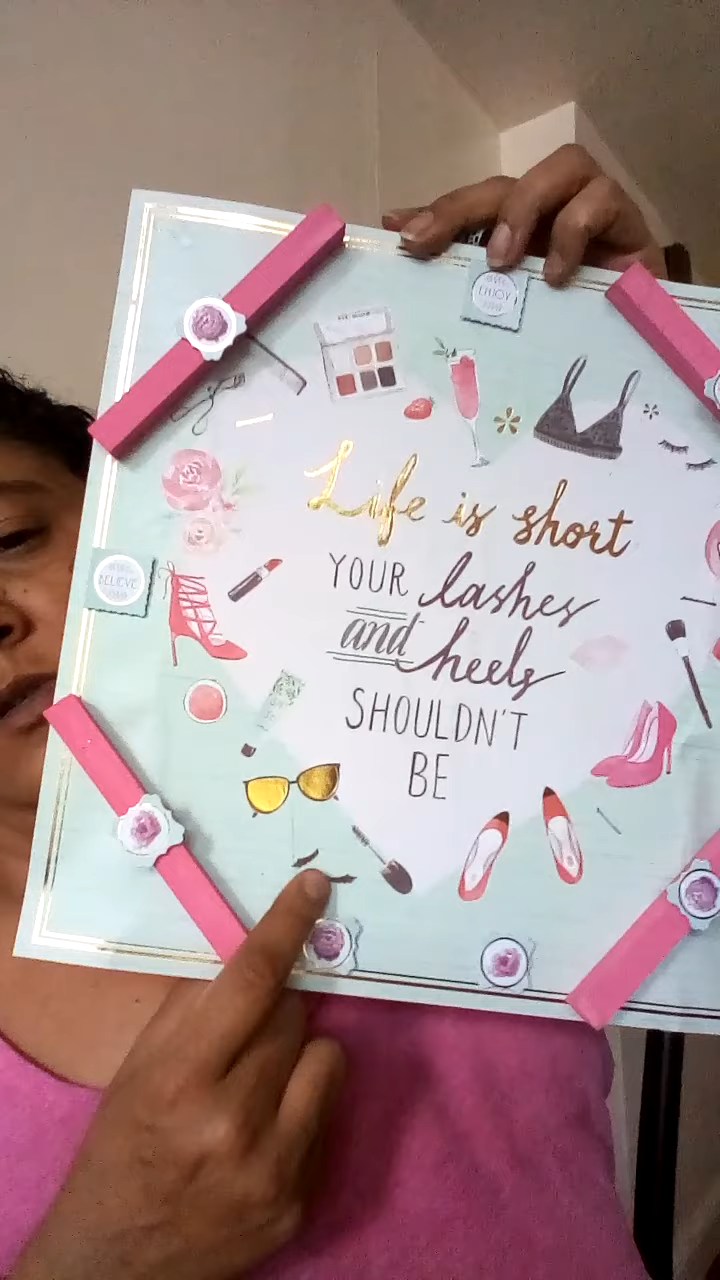 ENJOY
Life is short
YOUR lashes
and heels
SHOULDN'T
BE
BELIEVE